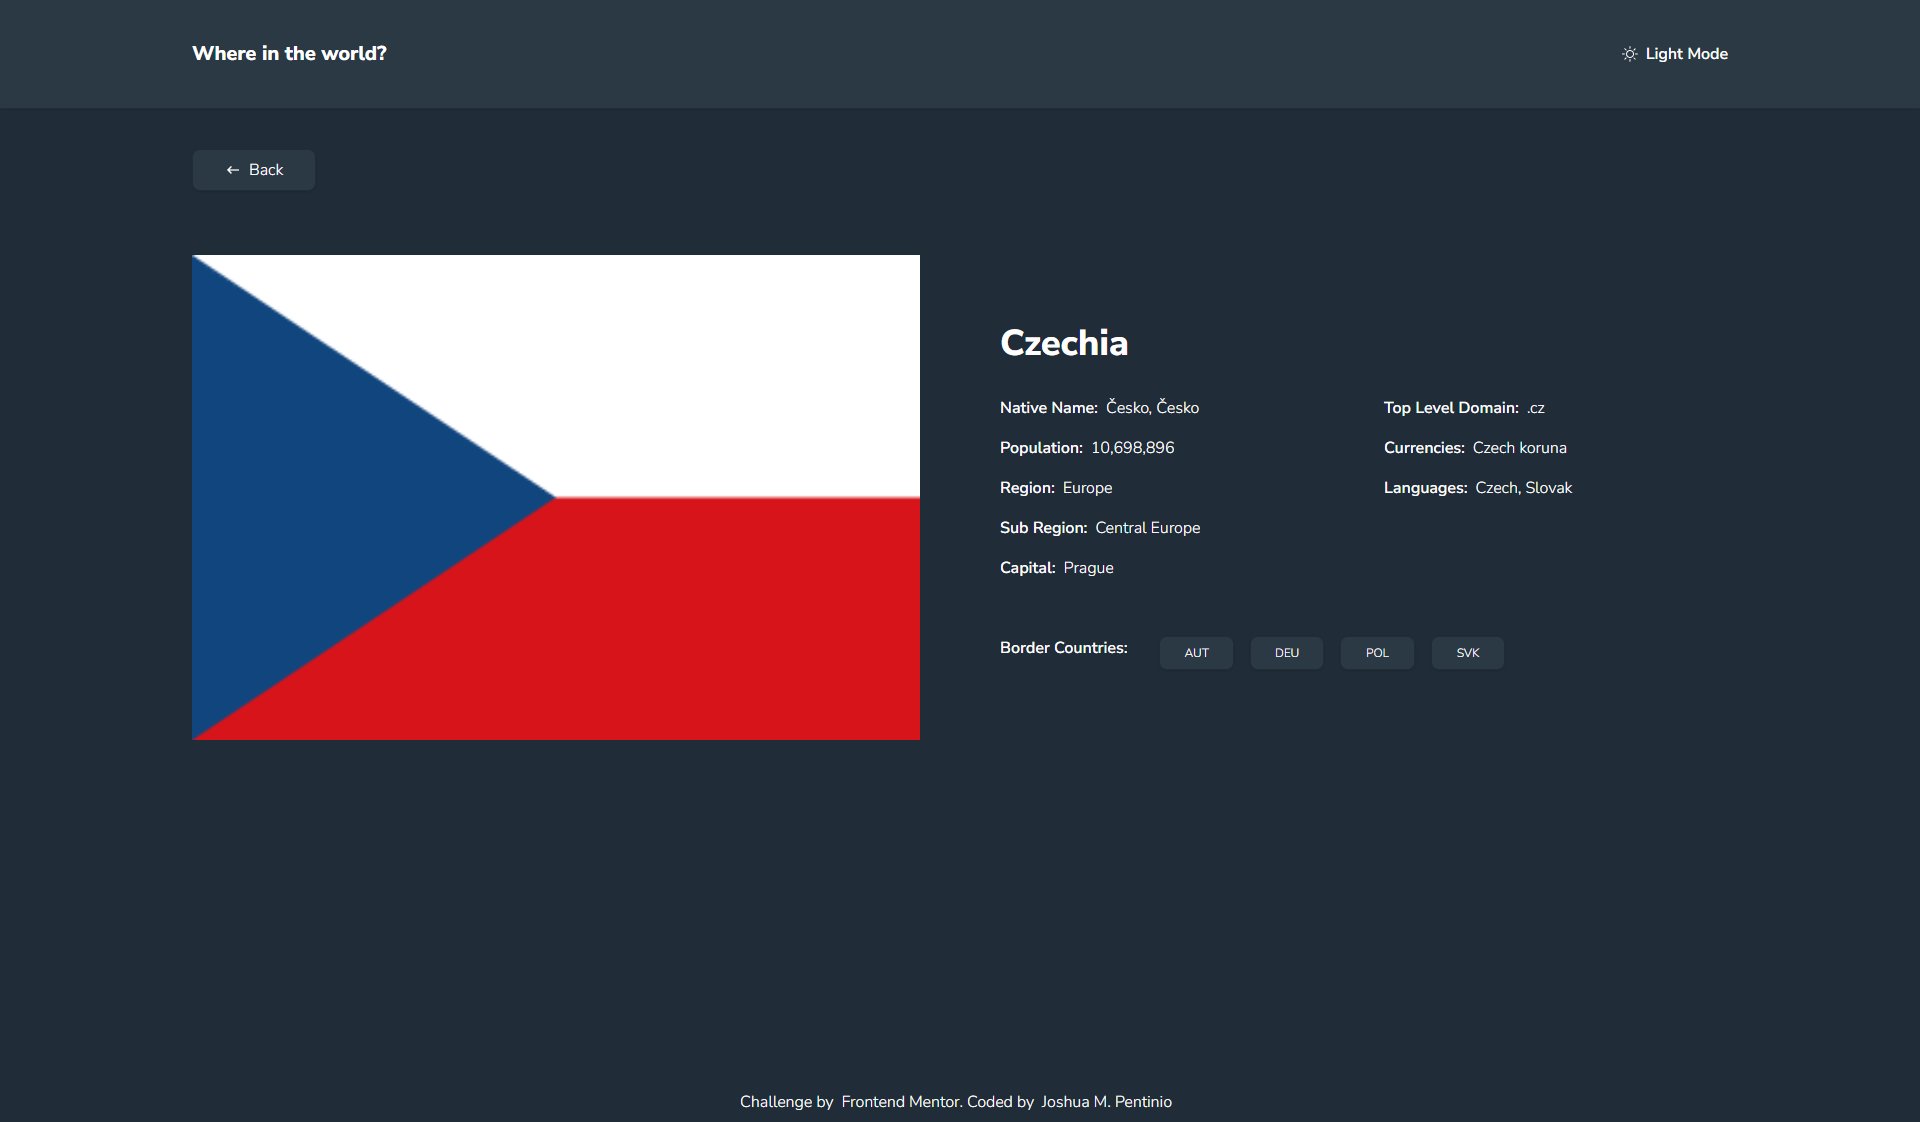 Where in the world?
Light Mode
Back
Czechia
Native Name: Česko, Česko
Population: 10,698,896
Region: Europe
Sub Region: Central Europe
Capital: Prague
Top Level Domain: .cz
Currencies: Czech koruna
Languages: Czech, Slovak
Border Countries: AUT DEU POL SVK
Challenge by Frontend Mentor. Coded by Joshua M. Pentinio